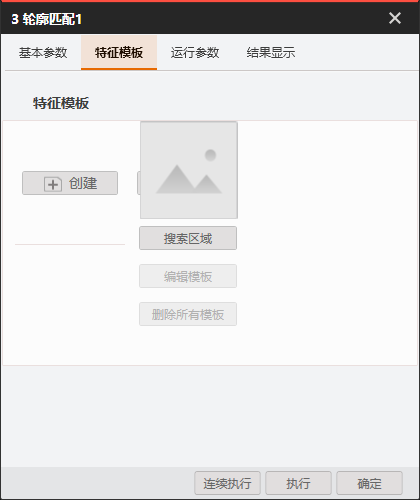 3 轮廓匹配1
基本参数 特征模板 运行参数 结果显示
特征模板
创建
搜索区域
编辑模板
删除所有模板
连续执行 执行 确定